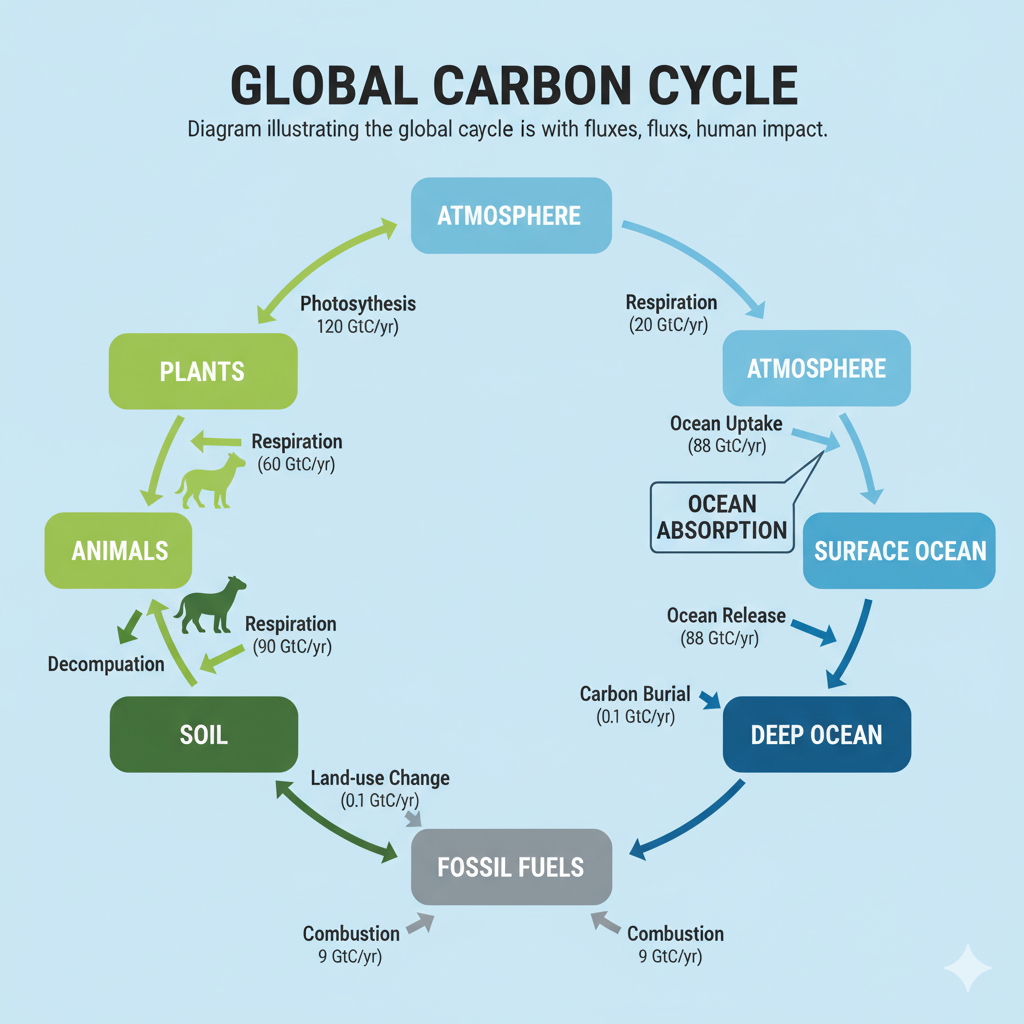 GLOBAL CARBON CYCLE
Diagram illustrating the global caycle is with fluxes, fluxs, human impact.
ATMOSPHERE
Photosythesis
120 GtC/yr)
Respiration
(20 GtC/yr)
PLANTS
ATMOSPHERE
Respiration
(60 GtC/yr)
Ocean Uptake
(88 GtC/yr)
OCEAN
ABSORPTION
ANIMALS
SURFACE OCEAN
Respiration
(90 GtC/yr)
Decompuation
Ocean Release
(88 GtC/yr)
Carbon Burial
(0.1 GtC/yr)
SOIL
DEEP OCEAN
Land-use Change
(0.1 GtC/yr)
FOSSIL FUELS
Combustion
9 GtC/yr)
Combustion
9 GtC/yr)